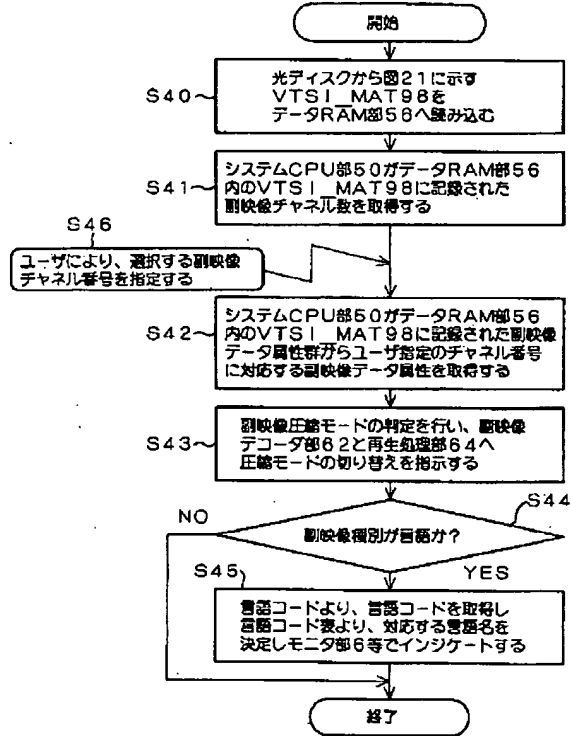 開始
S40
光ディスクから図21に示す
VTSI_MAT98を
データRAM部56へ読み込む
S41
システムCPU部50がデータRAM部56
内のVTSI_MAT98に記録された
副映像チャネル数を取得する
S46
ユーザにより、選択する副映像
チャネル番号を指定する
S42
システムCPU部50がデータRAM部56
内のVTSI_MAT98に記録された副映像
データ属性群からユーザ指定のチャネル番号
に対応する副映像データ属性を取得する
S43
副映像圧縮モードの判定を行い、副映像
デコーダ部62と再生処理部64へ
圧縮モードの切り替えを指示する
S44
NO
副映像種別が言語か?
S45
YES
言語コードより、言語コードを取得し
言語コード表より、対応する言語名を
決定しモニタ部6等でインジケートする
終了